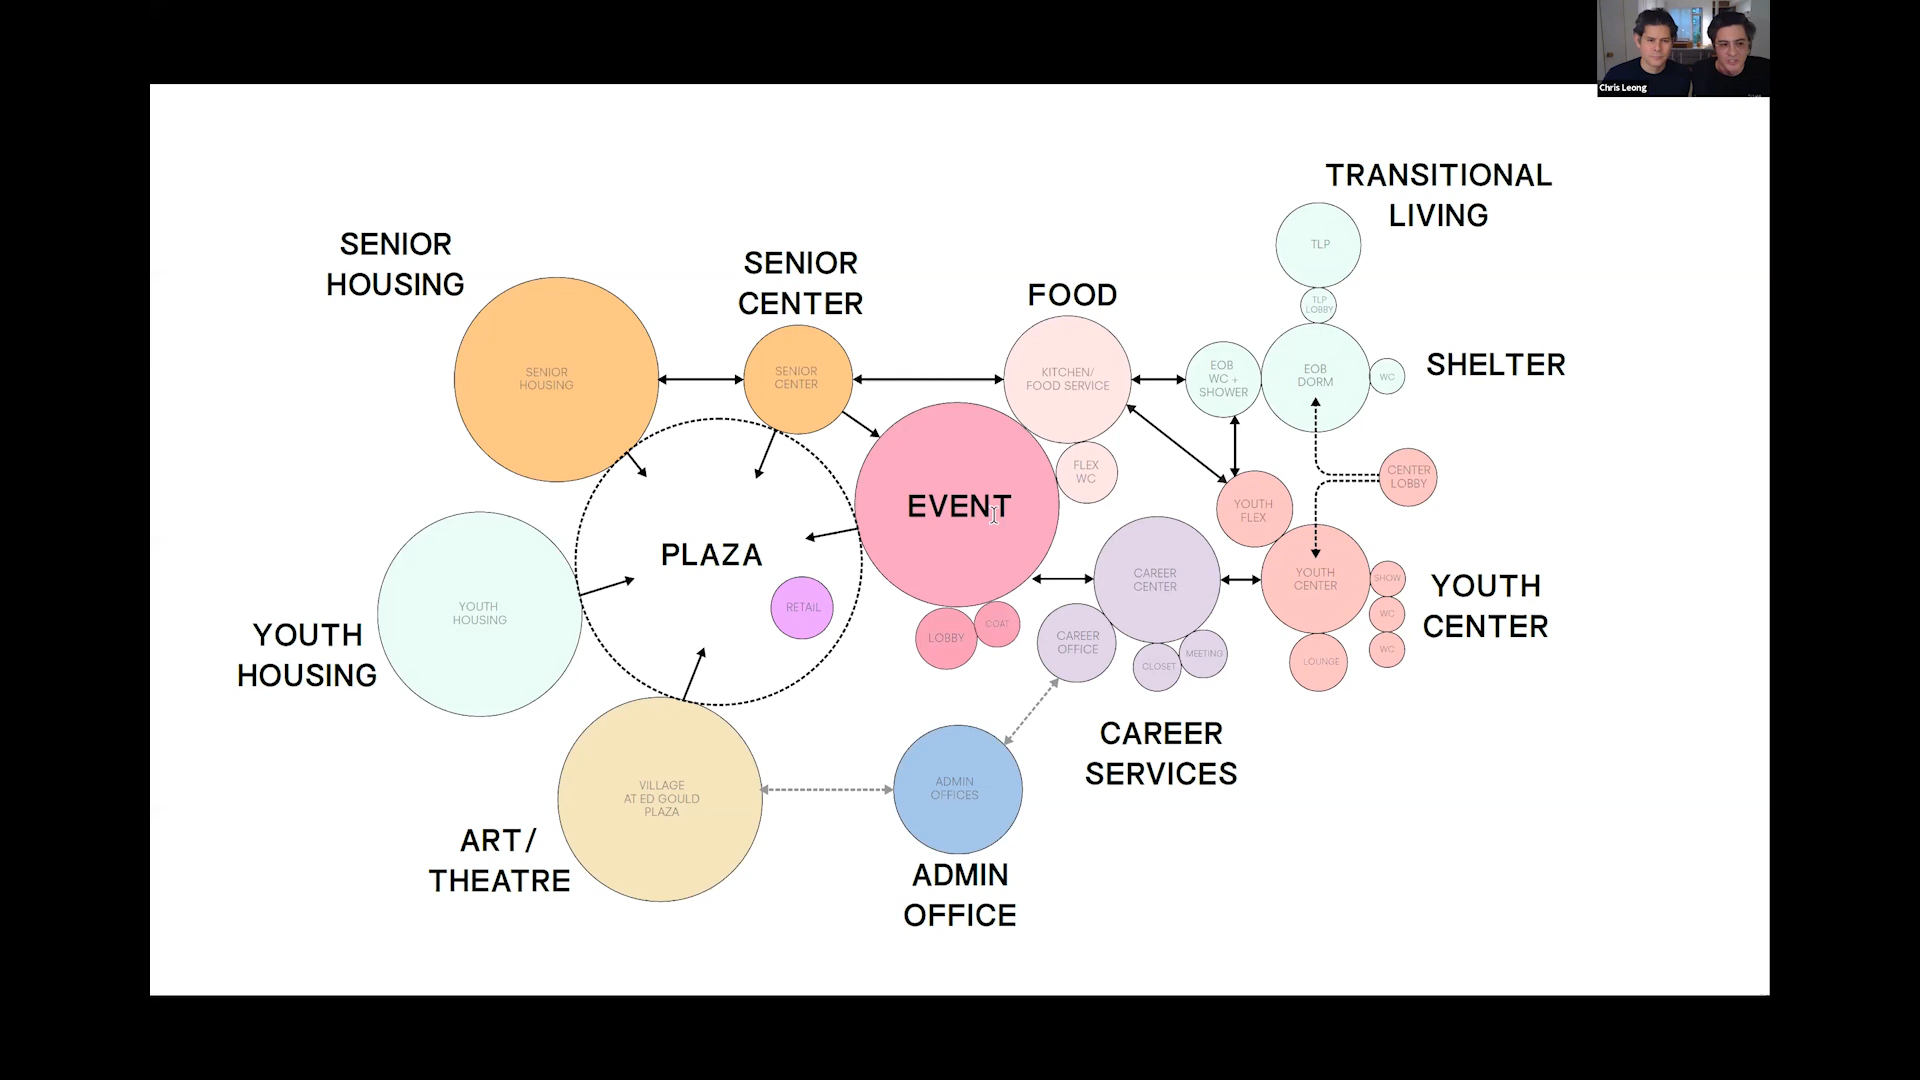 Chris Leong
TRANSITIONAL
LIVING
TLP
TLP
LOBBY
SENIOR
HOUSING
SENIOR
HOUSING
SENIOR
CENTER
SENIOR
CENTER
FOOD
KITCHEN/
FOOD SERVICE
EOB
WC +
SHOWER
EOB
DORM
WC
SHELTER
FLEX
WC
CENTER
LOBBY
EVENT
YOUTH
FLEX
PLAZA
RETAIL
CAREER
CENTER
YOUTH
CENTER
SHOW
WC
WC
YOUTH
CENTER
YOUTH
HOUSING
YOUTH
HOUSING
LOBBY
COAT
CAREER
OFFICE
CLOSET
MEETING
LOUNGE
CAREER
SERVICES
VILLAGE
AT ED GOULD
PLAZA
ADMIN
OFFICES
ART/
THEATRE
ADMIN
OFFICE